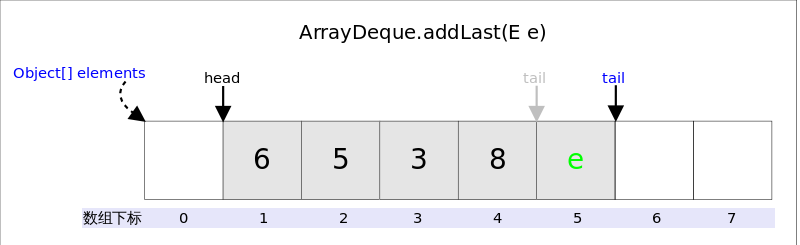 ArrayDeque.addLast(E e)
Object[] elements
head
tail
tail
6 5 3 8 e
数组下标 0 1 2 3 4 5 6 7